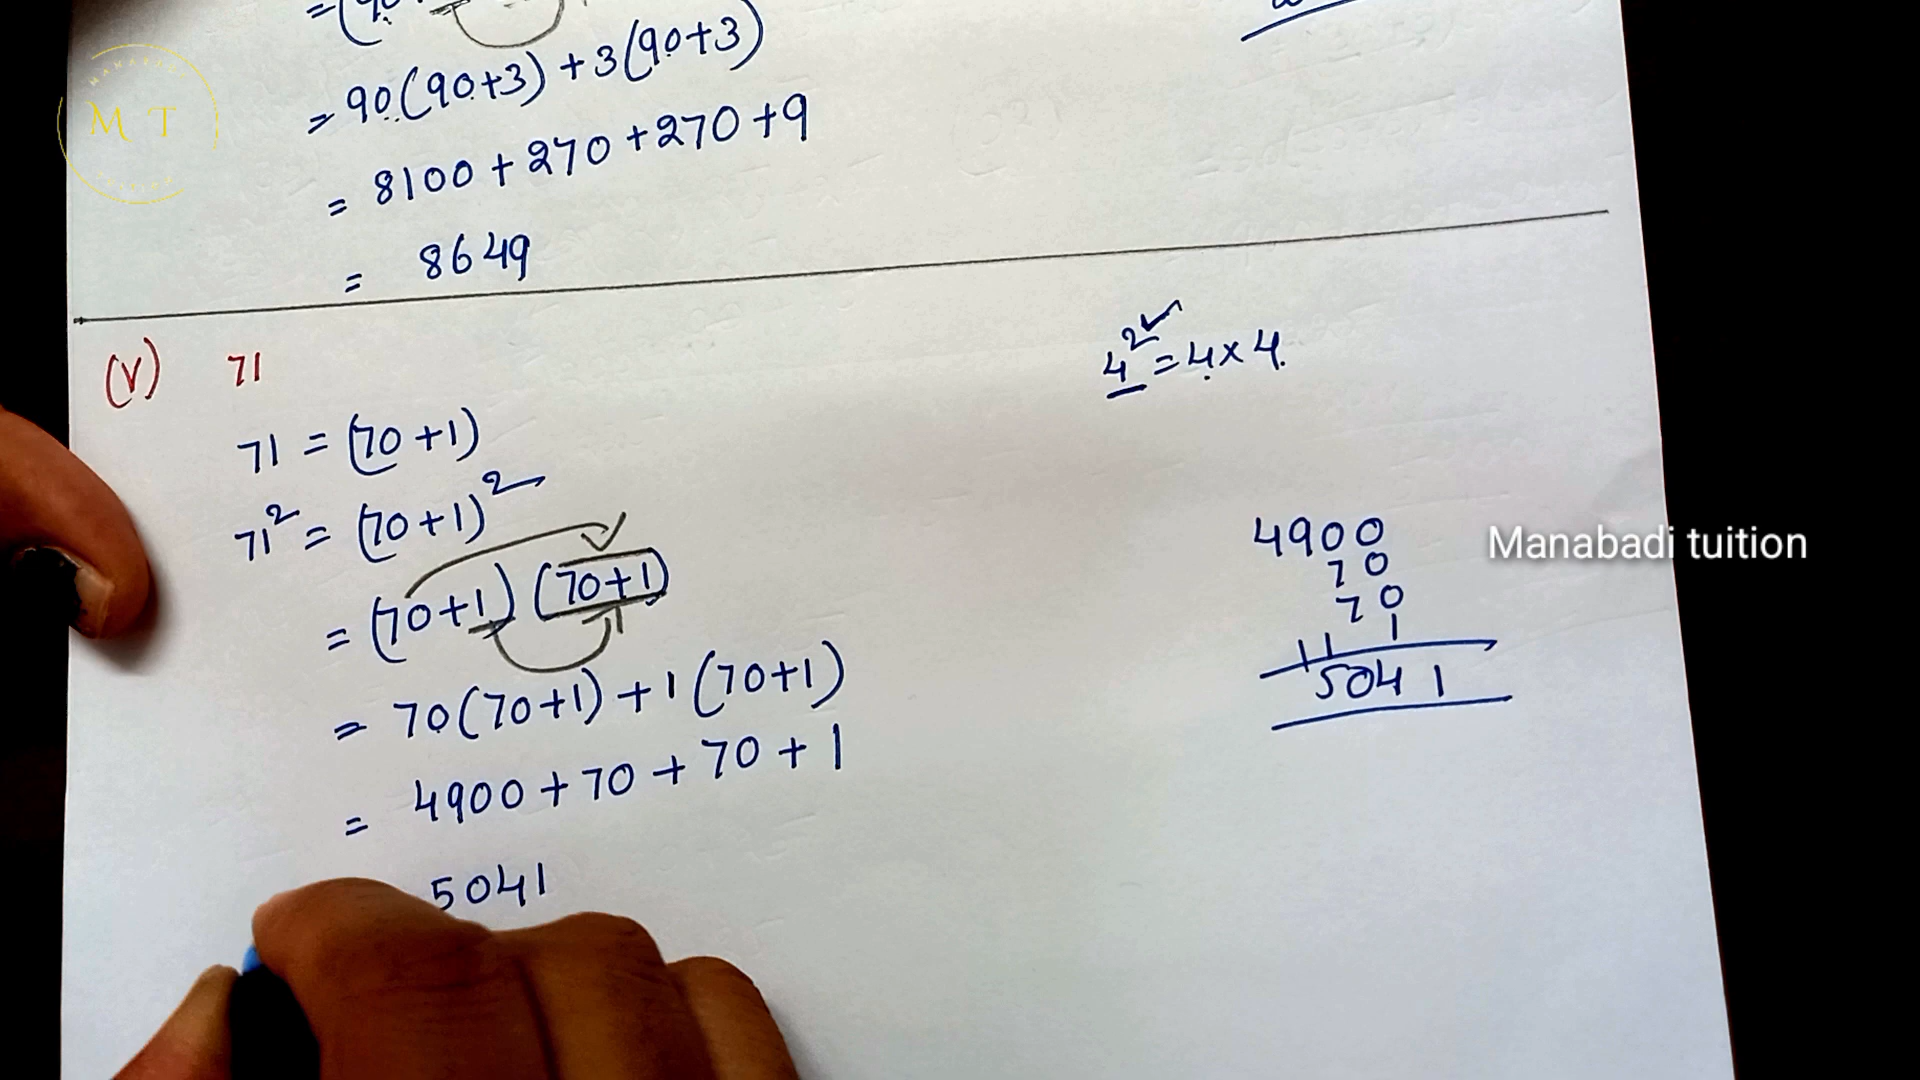 = 90(90+3) + 3(90+3)
= 8100 + 270 + 270 + 9
= 8649
(V) 71
4² = 4 × 4
71 = (70+1)
71² = (70+1)²
= (70+1) (70+1)
= 70(70+1) + 1(70+1)
= 4900 + 70 + 70 + 1
5041
4900
70
70
1
1 1
5041
M T
Manabadi tuition